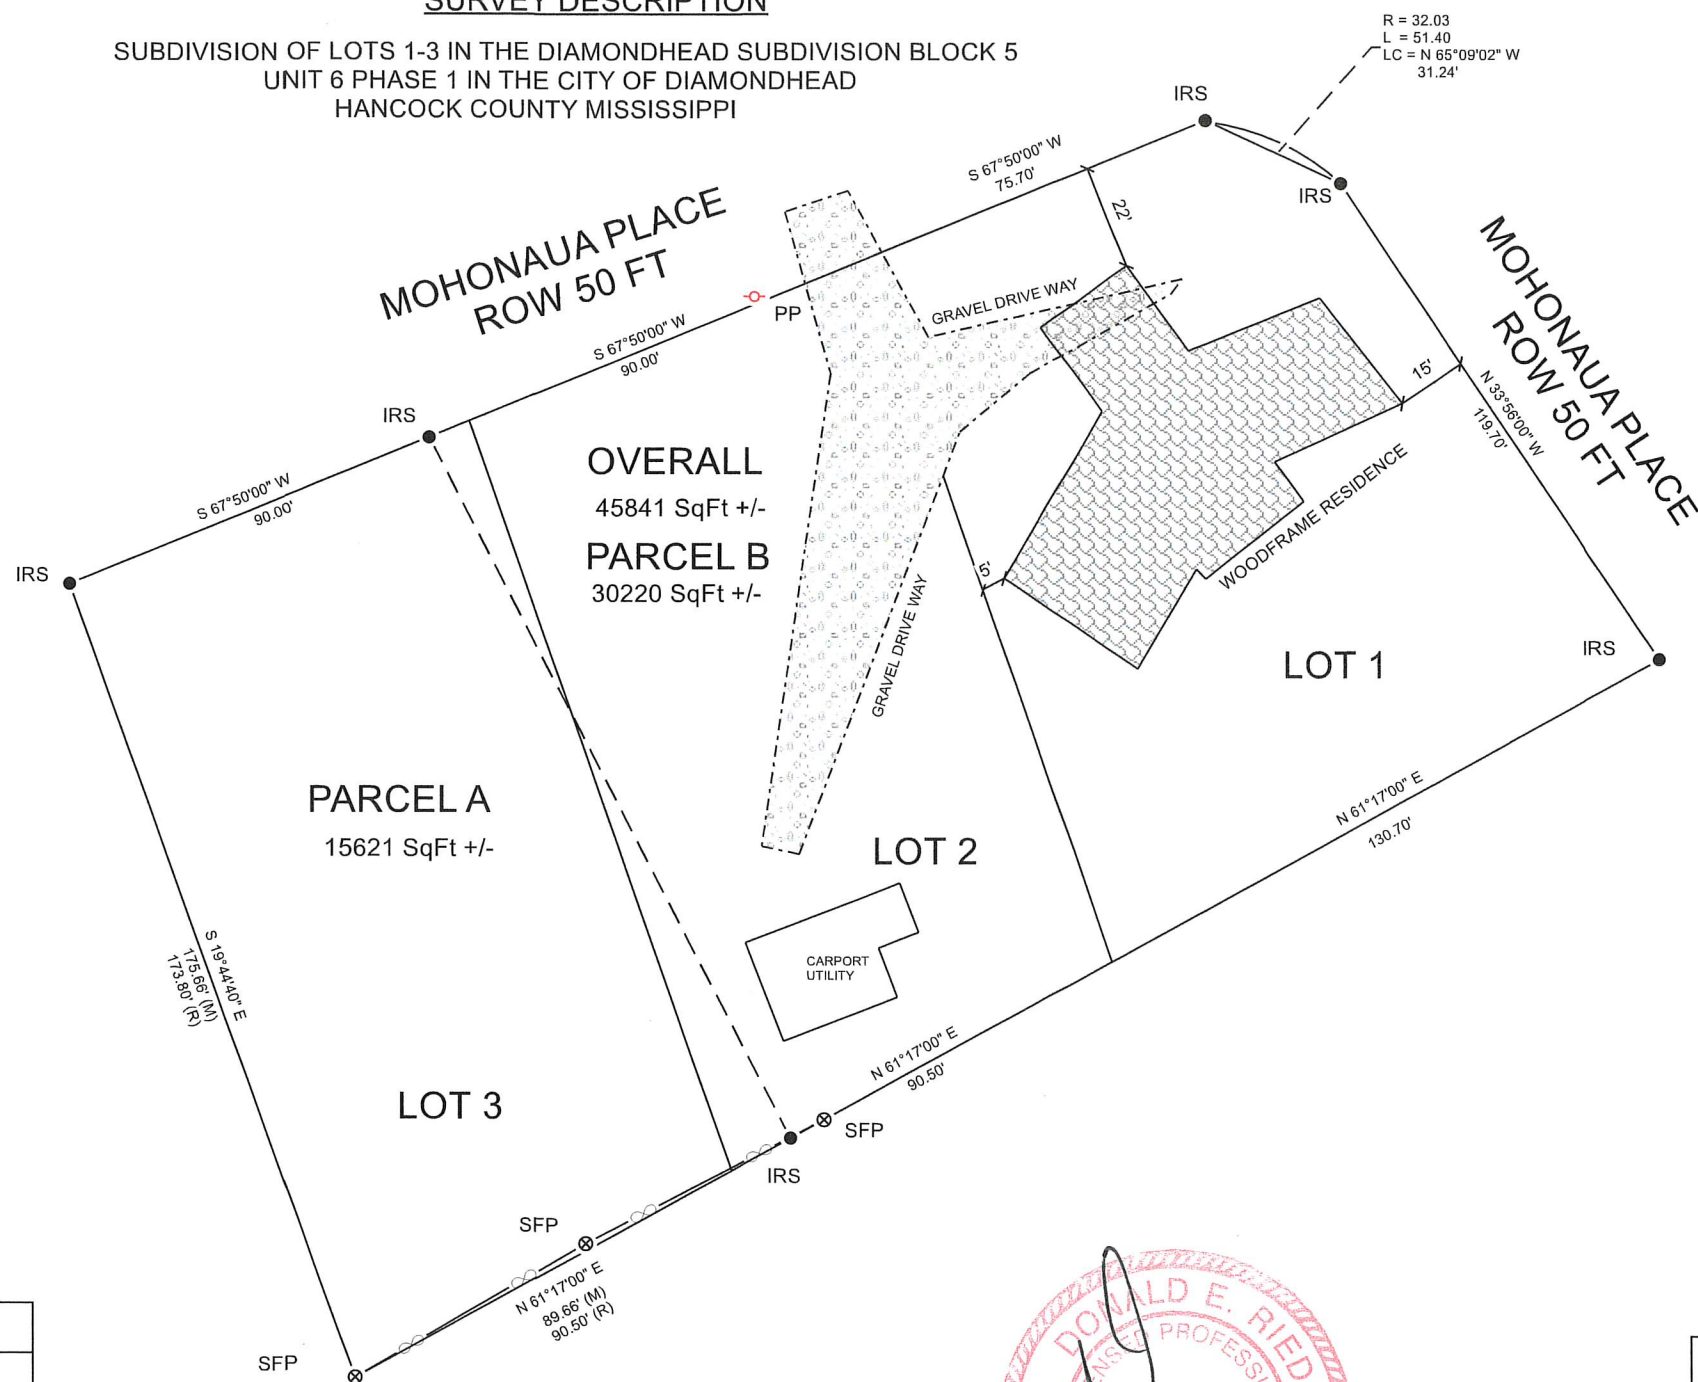 SURVEY DESCRIPTION
SUBDIVISION OF LOTS 1-3 IN THE DIAMONDHEAD SUBDIVISION BLOCK 5
UNIT 6 PHASE 1 IN THE CITY OF DIAMONDHEAD
HANCOCK COUNTY MISSISSIPPI
R = 32.03
L = 51.40
LC = N 65°09'02" W
31.24'
IRS
IRS
S 67°50'00" W
75.70'
22'
MOHONAUA PLACE
ROW 50 FT
MOHONAUA PLACE
ROW 50 FT
GRAVEL DRIVE WAY
PP
S 67°50'00" W
90.00'
15'
N 33°56'00" W
119.70'
IRS
OVERALL
45841 SqFt +/-
PARCEL B
30220 SqFt +/-
S 67°50'00" W
90.00'
IRS
5'
WOODFRAME RESIDENCE
GRAVEL DRIVE WAY
LOT 1
IRS
PARCEL A
15621 SqFt +/-
LOT 2
N 61°17'00" E
130.70'
S 19°44'40" E
175.66' (M)
173.80' (R)
CARPORT
UTILITY
N 61°17'00" E
90.50'
LOT 3
SFP
IRS
SFP
N 61°17'00" E
89.66' (M)
90.50' (R)
SFP
DONALD E. RIED